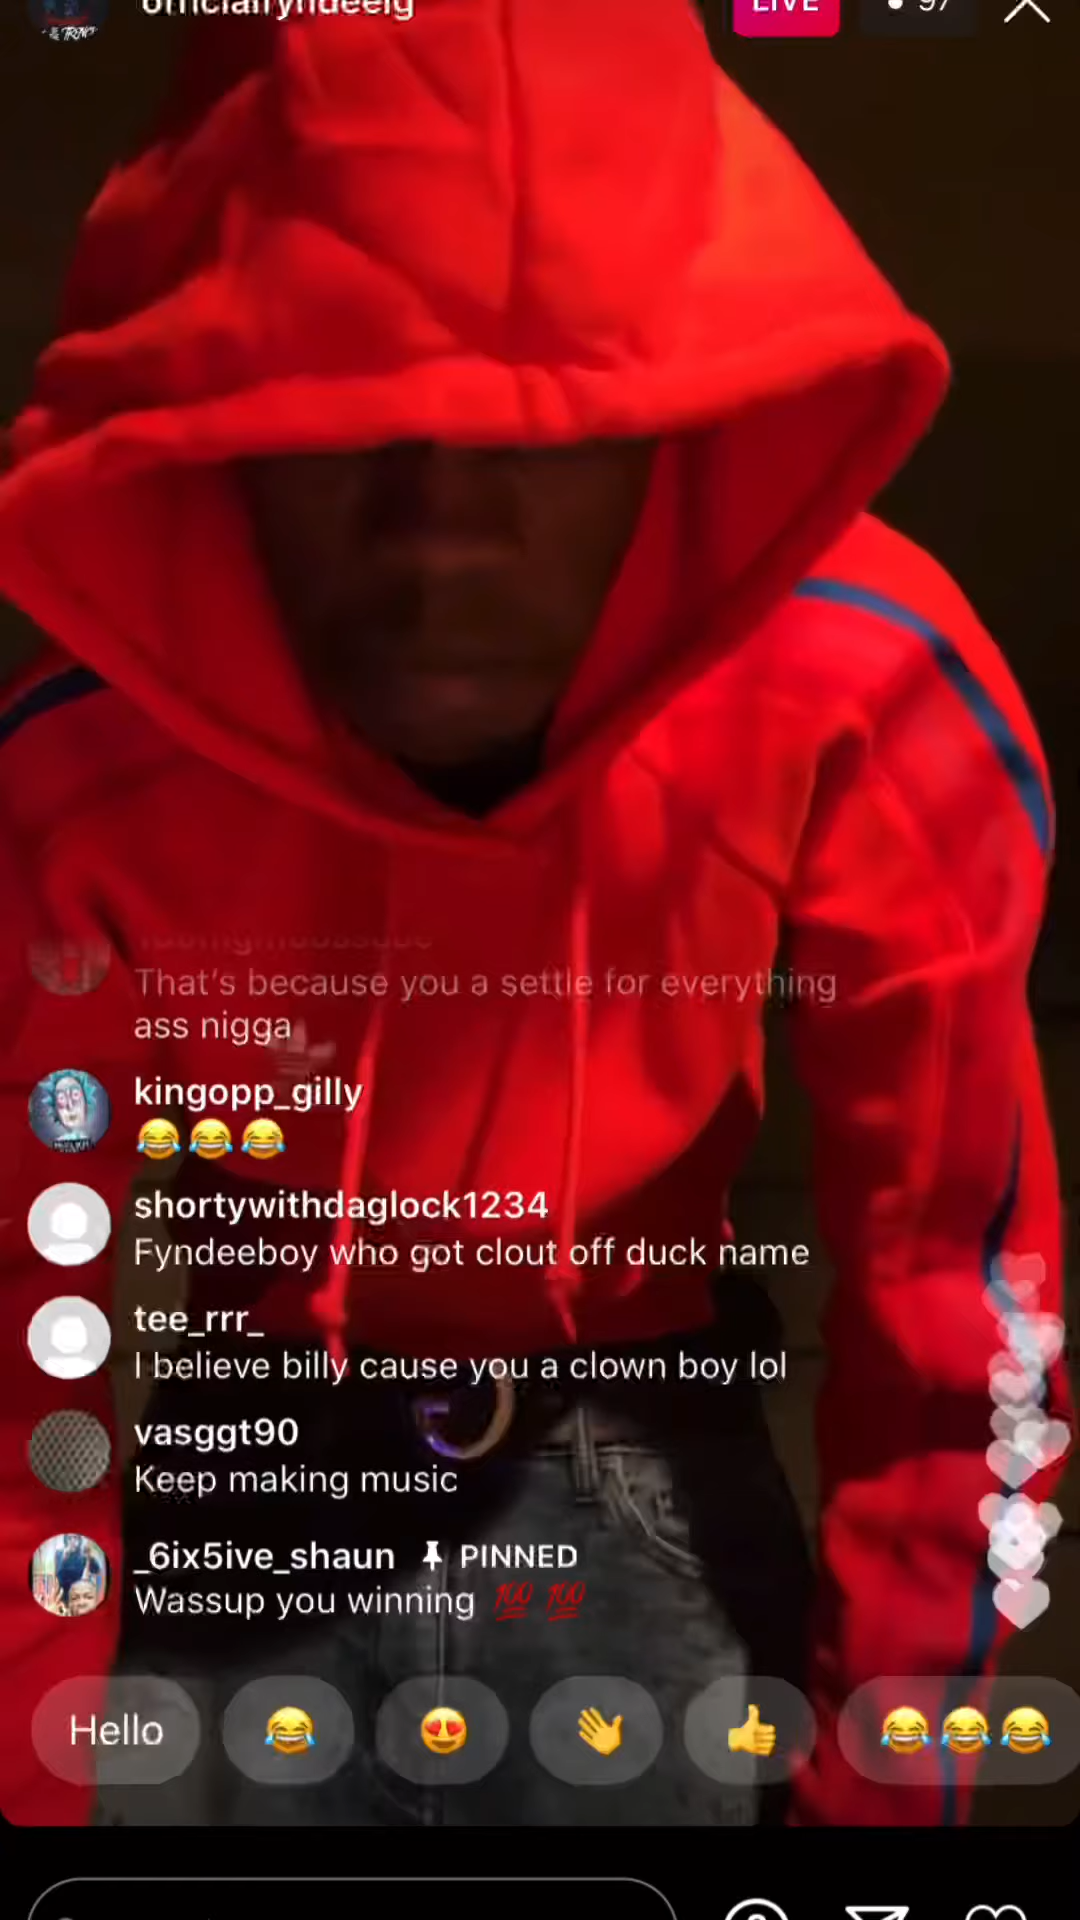 LIVE
97
That's because you a settle for everything
ass nigga
kingopp_gilly
😂😂😂
shortywithdaglock1234
Fyndeeboy who got clout off duck name
tee_rrr_
I believe billy cause you a clown boy lol
vasggt90
Keep making music
_6ix5ive_shaun PINNED
Wassup you winning 💯 💯
Hello 😂 😍 👋 👍 😂😂😂